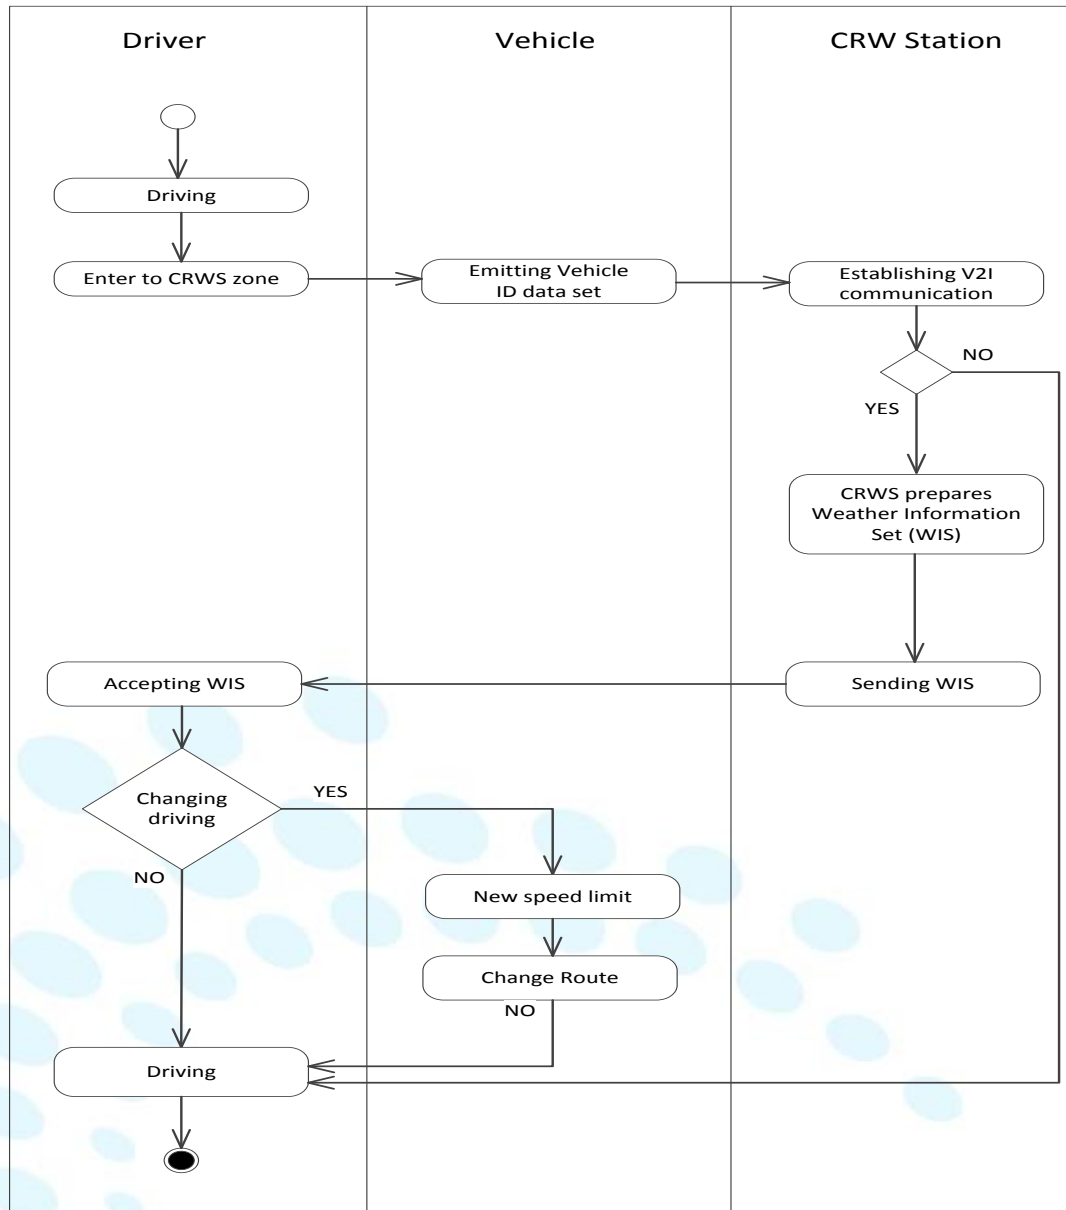 Driver
Vehicle
CRW Station
Driving
Enter to CRWS zone
Emitting Vehicle
ID data set
Establishing V2I
communication
NO
YES
CRWS prepares
Weather Information
Set (WIS)
Accepting WIS
Sending WIS
Changing
driving
YES
NO
New speed limit
Change Route
NO
Driving